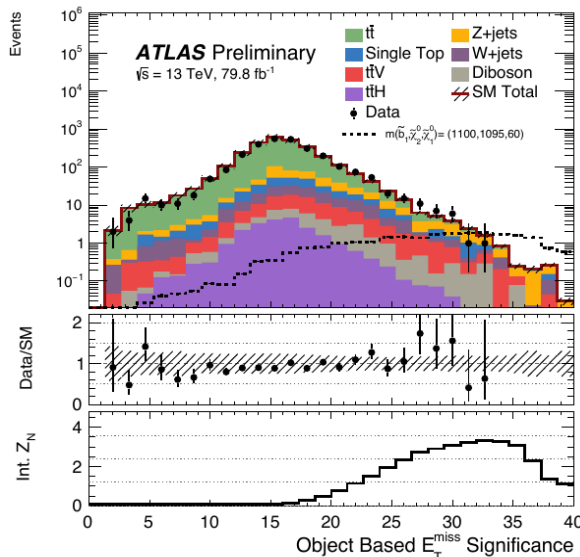 Events
ATLAS Preliminary
√s = 13 TeV, 79.8 fb⁻¹
tt̄
Single Top
tt̄V
tt̄H
Data
Z+jets
W+jets
Diboson
SM Total
m(b̃₁,χ̃⁰₂,χ̃⁰₁)= (1100,1095,60)
10⁶
10⁵
10⁴
10³
10²
10
1
10⁻¹
Data/SM
2
1
0
Int. Z_N
4
2
0
0 5 10 15 20 25 30 35 40
Object Based E_T^miss Significance